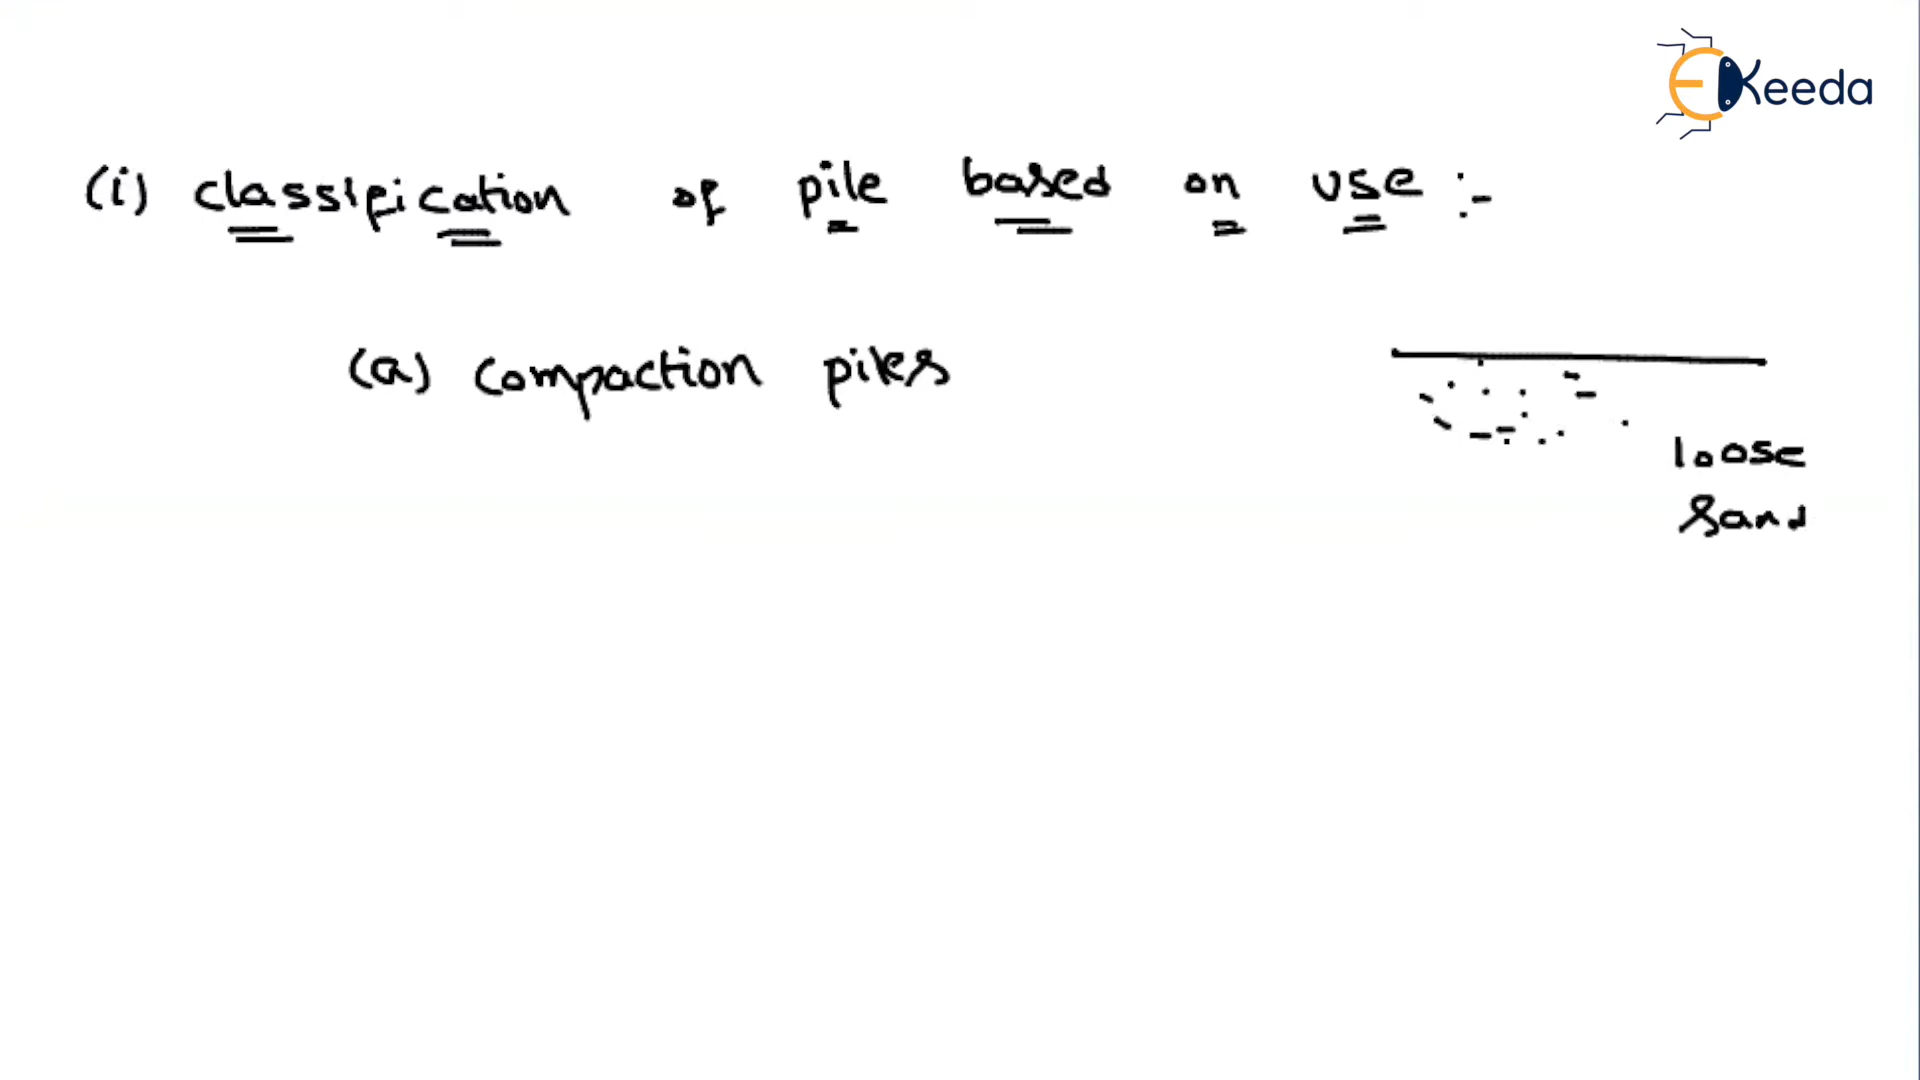 EKeeda
(i) classification of pile based on use :-
(a) compaction piles
loose
sand